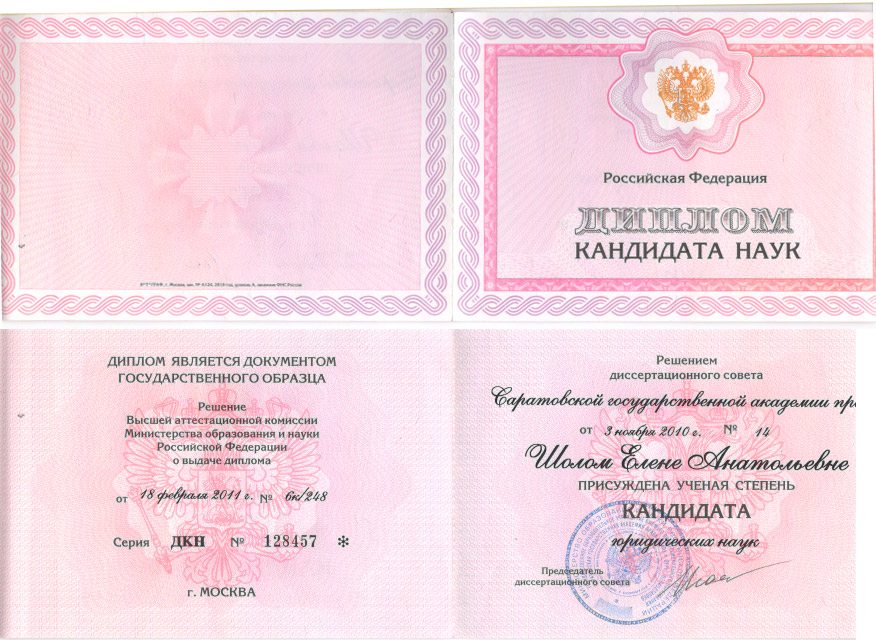 Российская Федерация
ДИПЛОМ
КАНДИДАТА НАУК
ДИПЛОМ ЯВЛЯЕТСЯ ДОКУМЕНТОМ
ГОСУДАРСТВЕННОГО ОБРАЗЦА
Решение
Высшей аттестационной комиссии
Министерства образования и науки
Российской Федерации
о выдаче диплома
от 18 февраля 2011 г. № 6к/248
Серия ДКН № 128457 *
г. МОСКВА
Решением
диссертационного совета
Саратовской государственной академии
от 3 ноября 2010 г. № 14
Шолом Елене Анатольевне
ПРИСУЖДЕНА УЧЕНАЯ СТЕПЕНЬ
КАНДИДАТА
юридических наук
Председатель
диссертационного совета